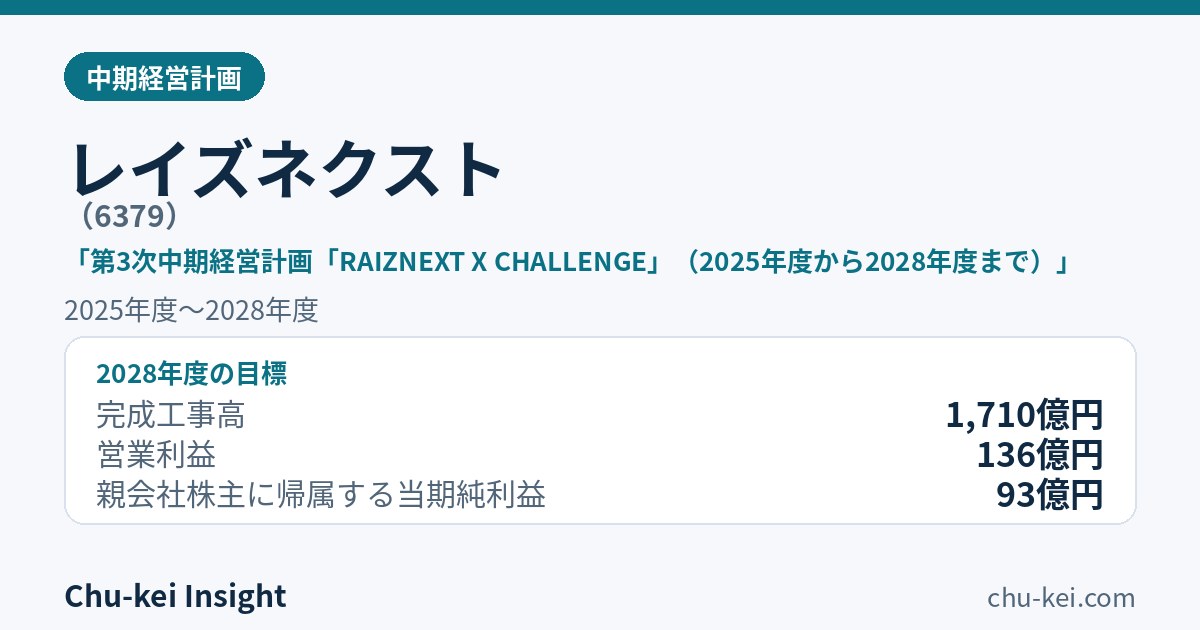 中期経営計画
レイズネクスト
（6379）
「第3次中期経営計画「RAIZNEXT X CHALLENGE」（2025年度から2028年度まで）」
2025年度〜2028年度
2028年度の目標
完成工事高 1,710億円
営業利益 136億円
親会社株主に帰属する当期純利益 93億円
Chu-kei Insight chu-kei.com